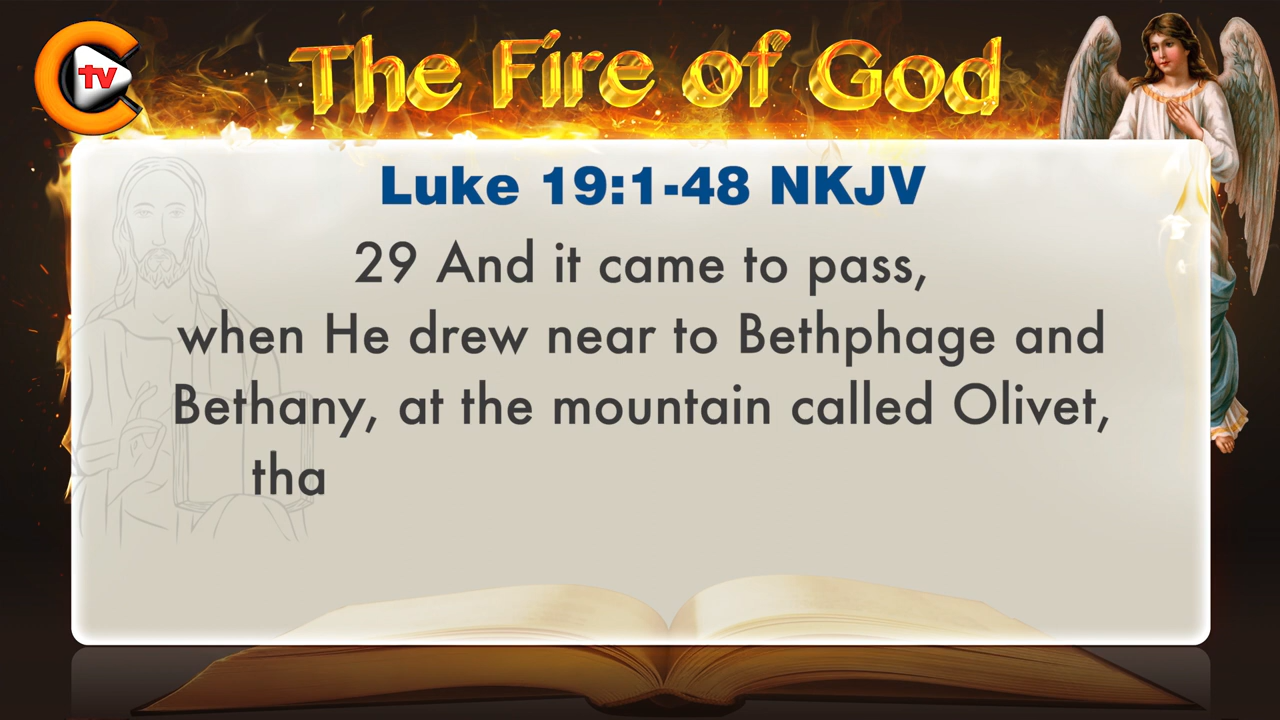 tv
The Fire of God
Luke 19:1-48 NKJV
29 And it came to pass,
when He drew near to Bethphage and
Bethany, at the mountain called Olivet,
tha